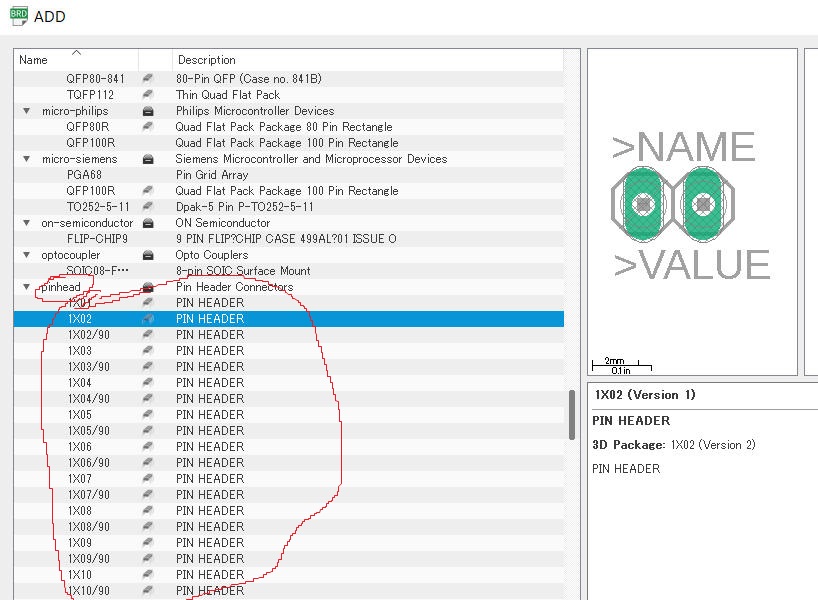 BRD ADD
Name Description
QFP80-841 80-Pin QFP (Case no. 841B)
TQFP112 Thin Quad Flat Pack
micro-philips Philips Microcontroller Devices
QFP80R Quad Flat Pack Package 80 Pin Rectangle
QFP100R Quad Flat Pack Package 100 Pin Rectangle
micro-siemens Siemens Microcontroller and Microprocessor Devices
PGA68 Pin Grid Array
QFP100R Quad Flat Pack Package 100 Pin Rectangle
TO252-5-11 Dpak-5 Pin P-TO252-5-11
on-semiconductor ON Semiconductor
FLIP-CHIP9 9 PIN FLIP?CHIP CASE 499AL?01 ISSUE O
optocoupler Opto Couplers
SOIC08-F… 8-pin SOIC Surface Mount
pinhead Pin Header Connectors
1X01 PIN HEADER
1X02 PIN HEADER
1X02/90 PIN HEADER
1X03 PIN HEADER
1X03/90 PIN HEADER
1X04 PIN HEADER
1X04/90 PIN HEADER
1X05 PIN HEADER
1X05/90 PIN HEADER
1X06 PIN HEADER
1X06/90 PIN HEADER
1X07 PIN HEADER
1X07/90 PIN HEADER
1X08 PIN HEADER
1X08/90 PIN HEADER
1X09 PIN HEADER
1X09/90 PIN HEADER
1X10 PIN HEADER
1X10/90 PIN HEADER
>NAME
>VALUE
2mm
0.1in
1X02 (Version 1)
PIN HEADER
3D Package: 1X02 (Version 2)
PIN HEADER